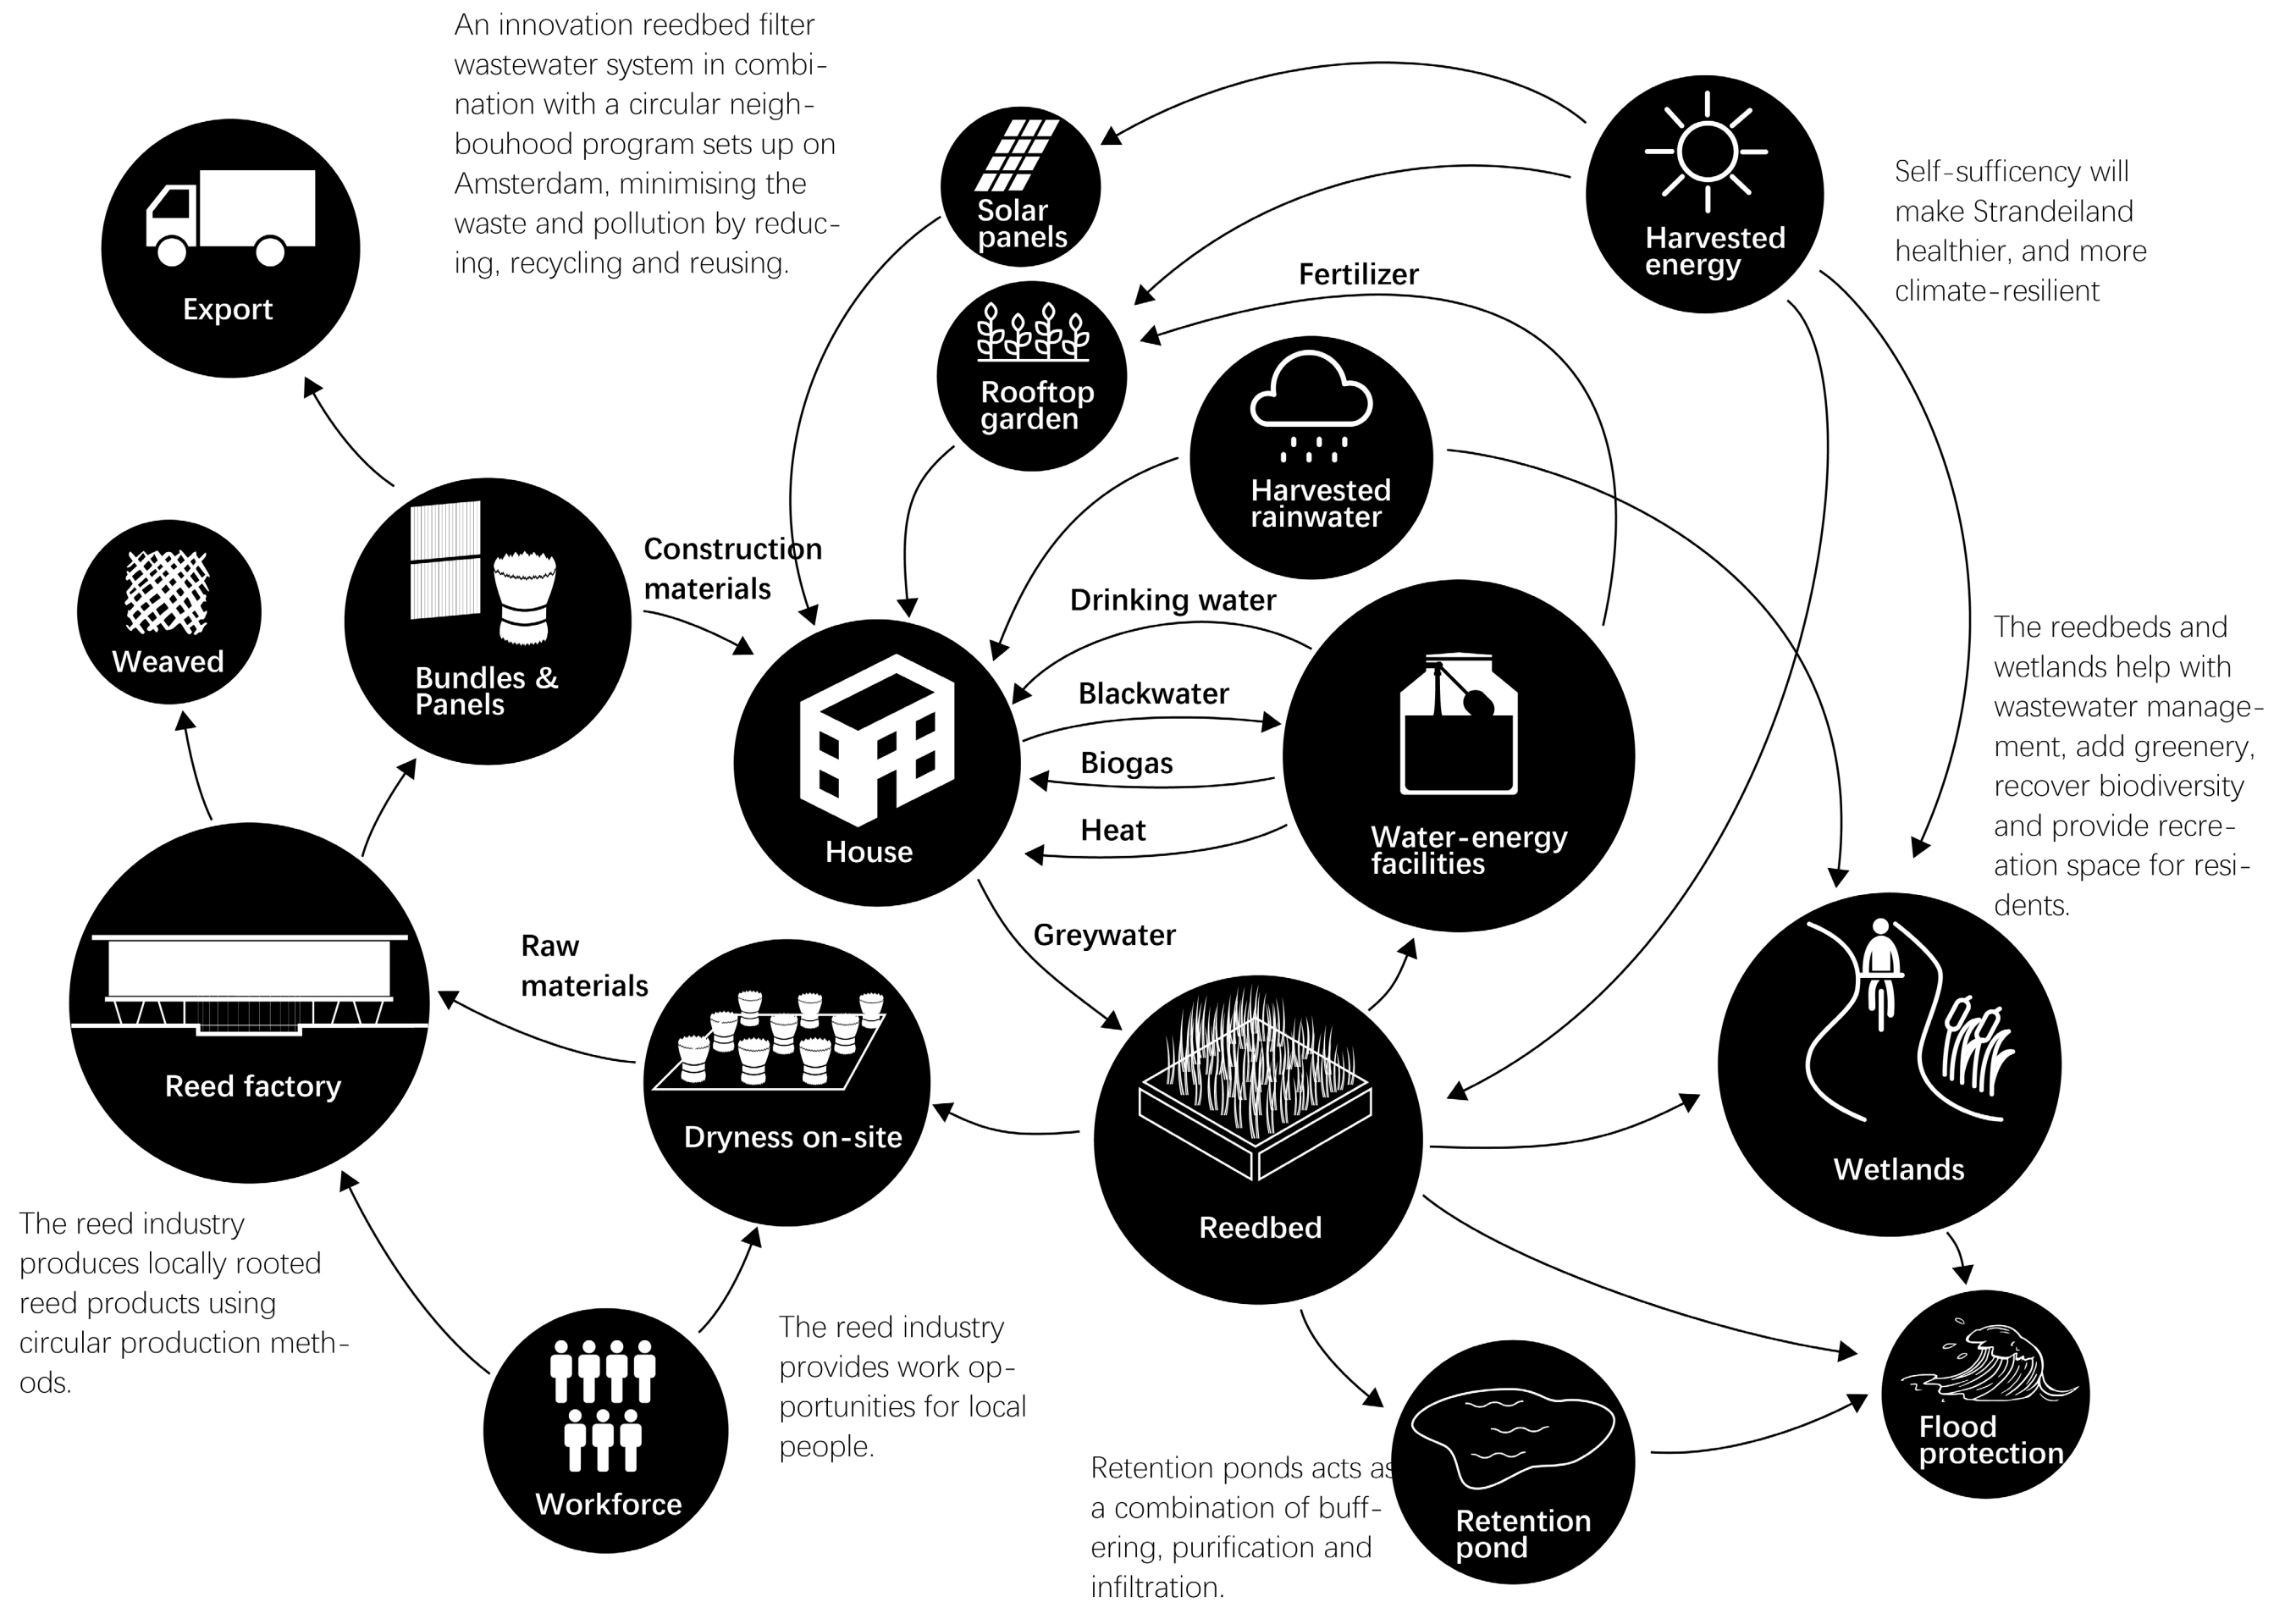 An innovation reedbed filter
wastewater system in combi-
nation with a circular neigh-
bouhood program sets up on
Amsterdam, minimising the
waste and pollution by reduc-
ing, recycling and reusing.
Export
Solar
panels
Harvested
energy
Self-sufficency will
make Strandeiland
healthier, and more
climate-resilient
Fertilizer
Rooftop
garden
Harvested
rainwater
Construction
materials
Weaved
Bundles &
Panels
Drinking water
Blackwater
Biogas
Heat
House
Water-energy
facilities
The reedbeds and
wetlands help with
wastewater manage-
ment, add greenery,
recover biodiversity
and provide recre-
ation space for resi-
dents.
Greywater
Raw
materials
Reed factory
Dryness on-site
Reedbed
Wetlands
The reed industry
produces locally rooted
reed products using
circular production meth-
ods.
Workforce
The reed industry
provides work op-
portunities for local
people.
Retention ponds acts as
a combination of buff-
ering, purification and
infiltration.
Retention
pond
Flood
protection